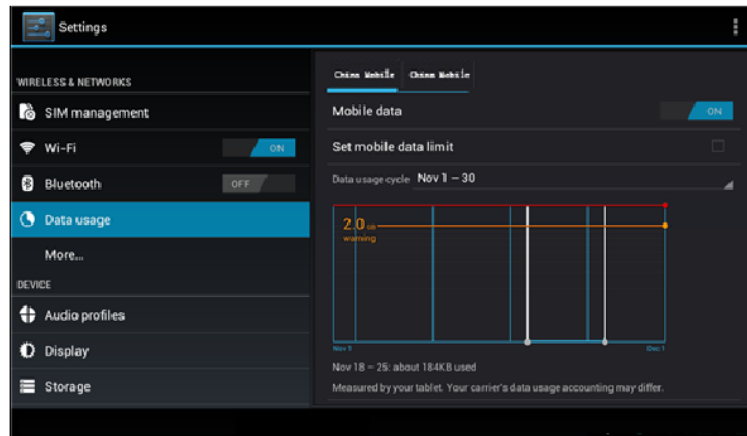 Settings
WIRELESS & NETWORKS
SIM management
Wi-Fi ON
Bluetooth OFF
Data usage
More...
DEVICE
Audio profiles
Display
Storage
China Mobile China Mobile
Mobile data ON
Set mobile data limit
Data usage cycle Nov 1 – 30
2.0 GB
warning
Nov 1 Dec 1
Nov 18 – 25: about 184KB used
Measured by your tablet. Your carrier's data usage accounting may differ.